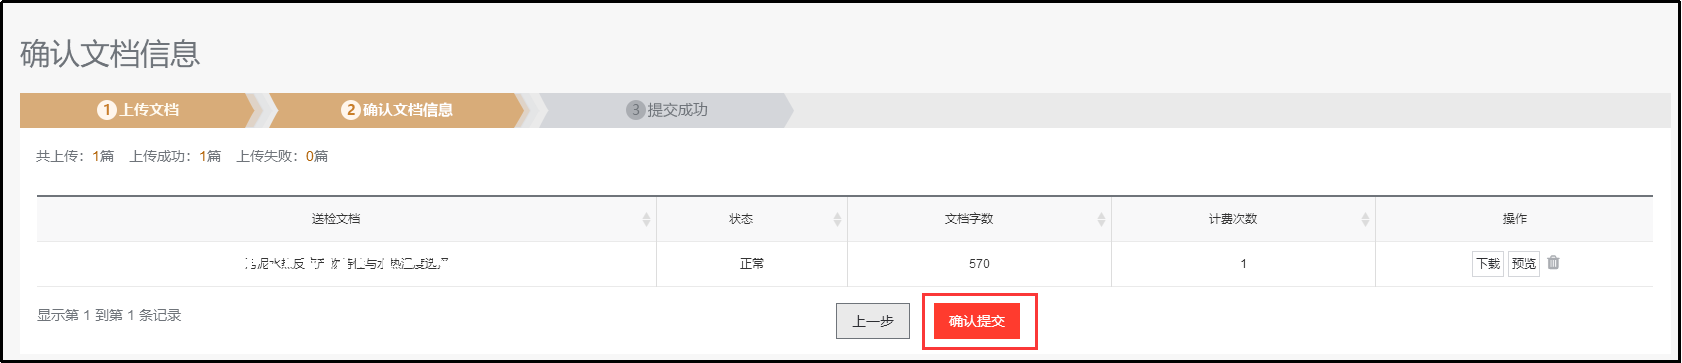 确认文档信息
1 上传文档 2 确认文档信息 3 提交成功
共上传：1篇 上传成功：1篇 上传失败：0篇
送检文档 状态 文档字数 计费次数 操作
正常 570 1 下载 预览
显示第 1 到第 1 条记录
上一步 确认提交